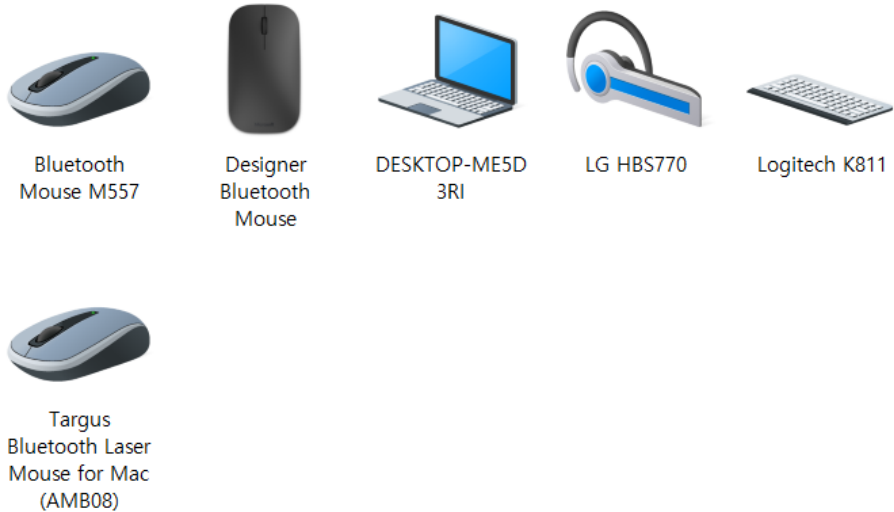 Bluetooth
Mouse M557
Designer
Bluetooth
Mouse
DESKTOP-ME5D
3RI
LG HBS770
Logitech K811
Targus
Bluetooth Laser
Mouse for Mac
(AMB08)